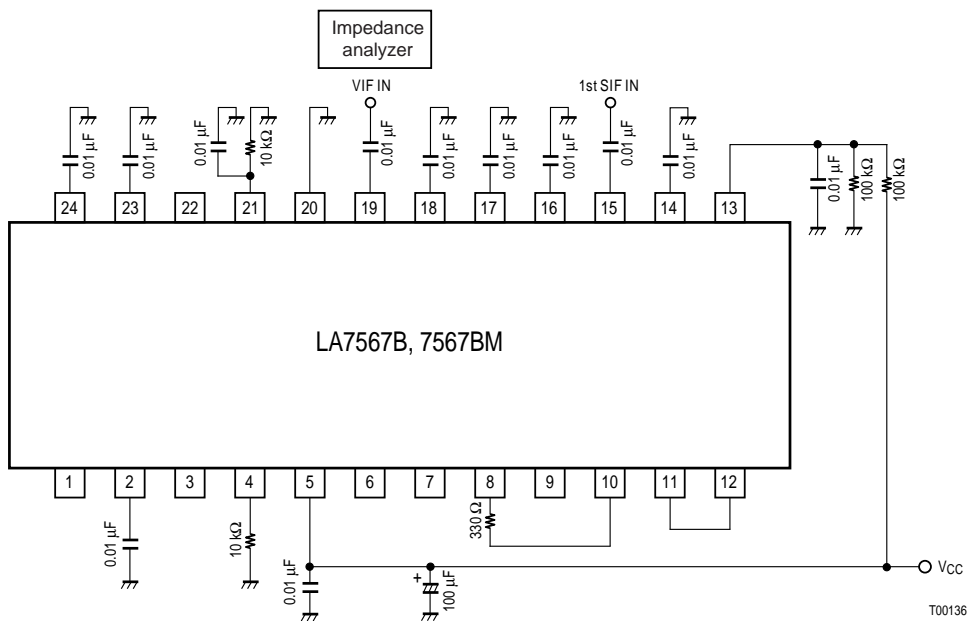 Impedance
analyzer
VIF IN
1st SIF IN
0.01 µF
0.01 µF
0.01 µF
10 kΩ
0.01 µF
0.01 µF
0.01 µF
0.01 µF
0.01 µF
0.01 µF
0.01 µF
100 kΩ
100 kΩ
24 23 22 21 20 19 18 17 16 15 14 13
LA7567B, 7567BM
1 2 3 4 5 6 7 8 9 10 11 12
0.01 µF
10 kΩ
330 Ω
0.01 µF
+
100 µF
VCC
T00136